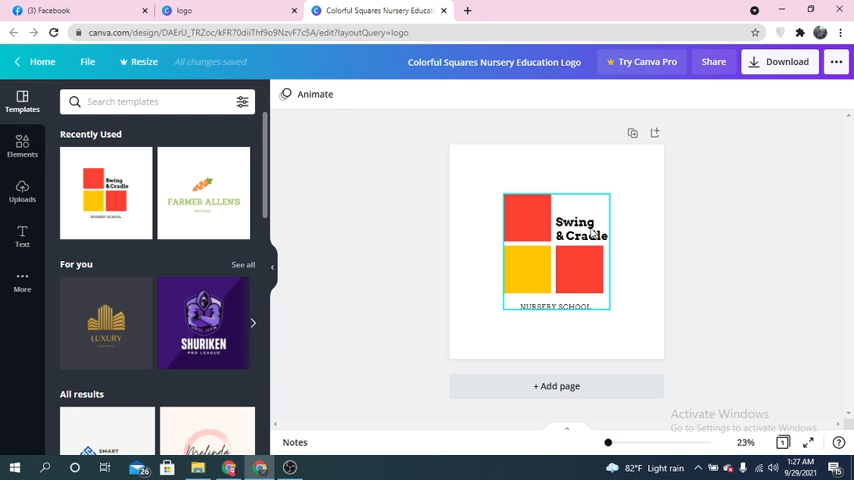 (3) Facebook
logo
Colorful Squares Nursery Educat
canva.com/design/DAErU_TRZoc/kFR70diiThf9o9NzvF7c5A/edit?layoutQuery=logo
Home
File
Resize
All changes saved
Colorful Squares Nursery Education Logo
Try Canva Pro
Share
Download
Templates
Search templates
Animate
Recently Used
Elements
Swing
& Cradle
NURSERY SCHOOL
FARMER ALLEN'S
Uploads
Text
More
For you
See all
LUXURY
SHURIKEN
PRO LEAGUE
All results
SMART
Melinda
Swing
& Cradle
NURSERY SCHOOL
+ Add page
Activate Windows
Go to Settings to activate Windows.
Notes
23%
1
26
82°F Light rain
1:27 AM
9/29/2021
15